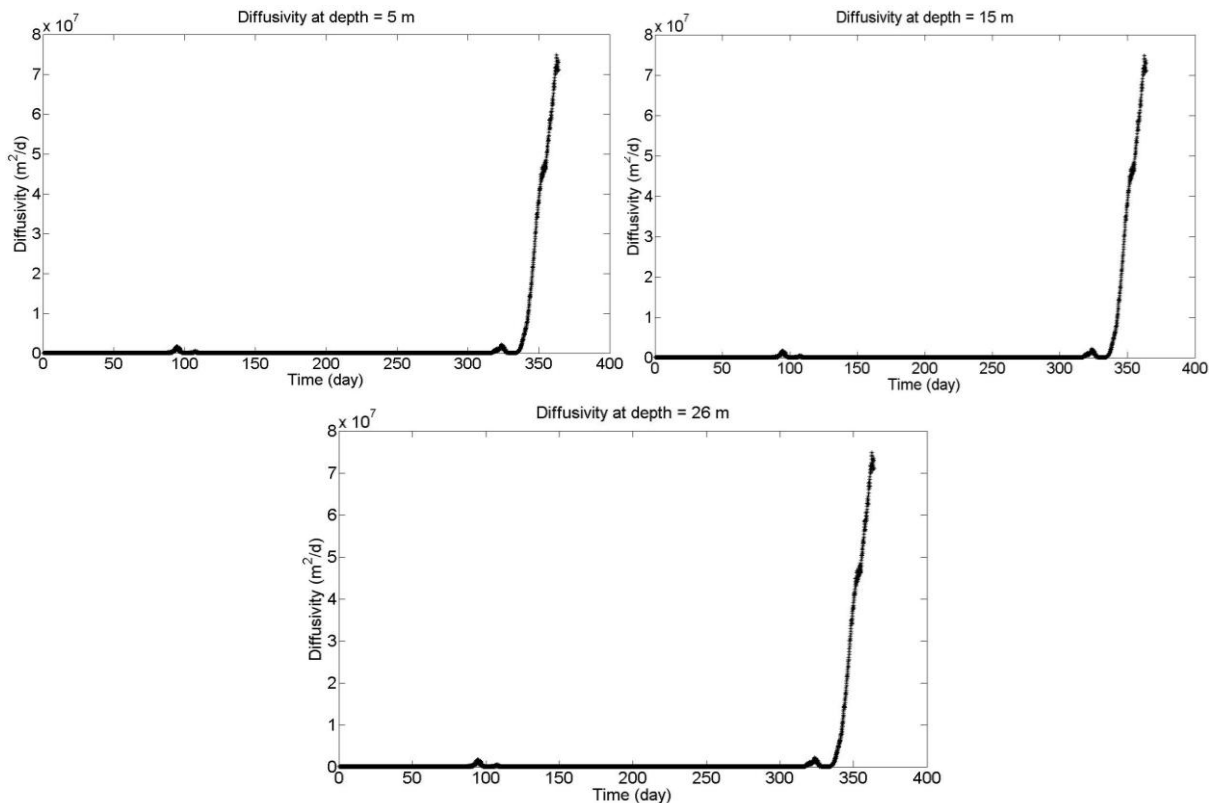 Diffusivity at depth = 5 m
x 10^7
8
7
6
5
4
3
2
1
0
Diffusivity (m^2/d)
0 50 100 150 200 250 300 350 400
Time (day)
Diffusivity at depth = 15 m
x 10^7
8
7
6
5
4
3
2
1
0
Diffusivity (m^2/d)
0 50 100 150 200 250 300 350 400
Time (day)
Diffusivity at depth = 26 m
x 10^7
8
7
6
5
4
3
2
1
0
Diffusivity (m^2/d)
0 50 100 150 200 250 300 350 400
Time (day)